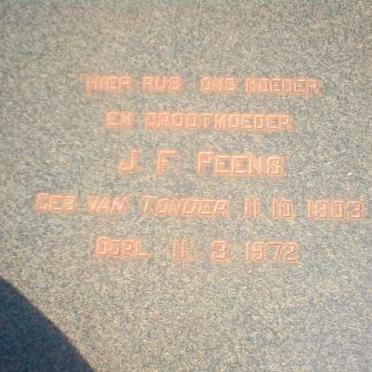 HIER RUS ONS MOEDER
EN GROOTMOEDER
J. F. PEENS
GEB VAN TONDER 11. 10. 1903
OORL. 11. 3. 1972